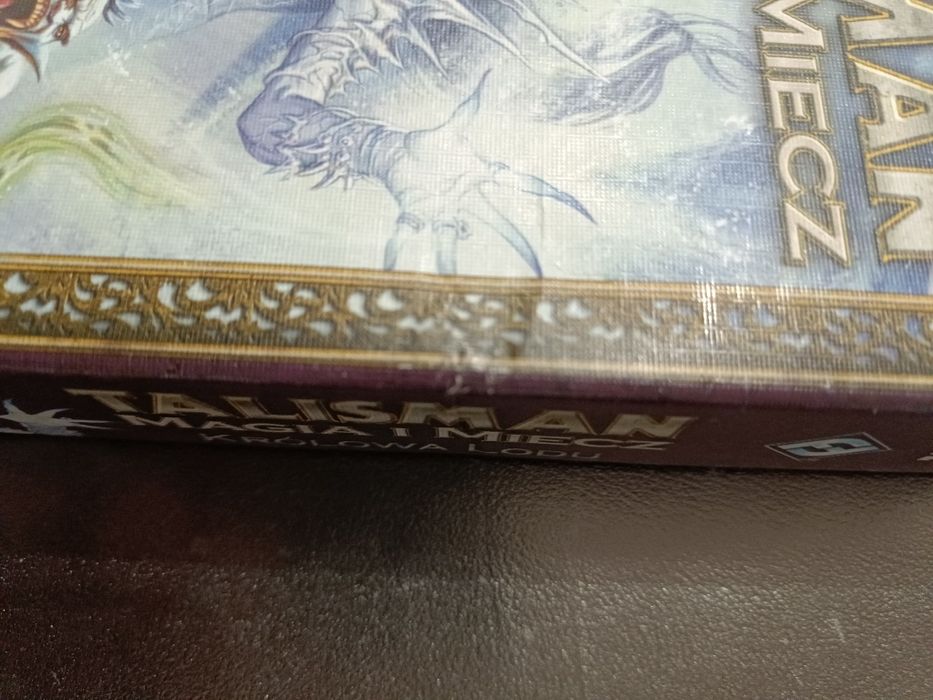 MIECZ
TALISMAN
MAGIA I MIECZ
KRÓLOWA LODU